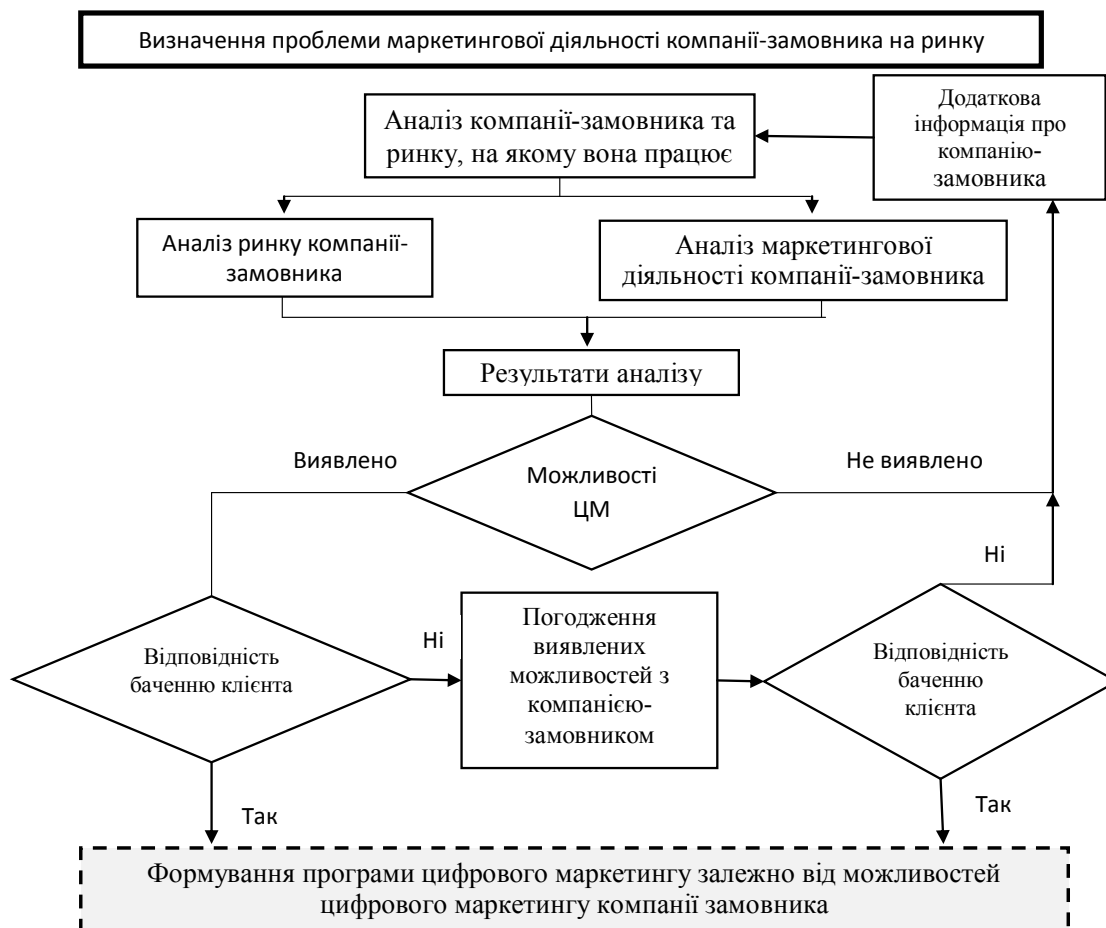 Визначення проблеми маркетингової діяльності компанії-замовника на ринку
Аналіз компанії-замовника та
ринку, на якому вона працює
Додаткова
інформація про
компанію-
замовника
Аналіз ринку компанії-
замовника
Аналіз маркетингової
діяльності компанії-замовника
Результати аналізу
Виявлено
Можливості
ЦМ
Не виявлено
Ні
Відповідність
баченню клієнта
Ні
Погодження
виявлених
можливостей з
компанією-
замовником
Відповідність
баченню
клієнта
Так
Так
Формування програми цифрового маркетингу залежно від можливостей
цифрового маркетингу компанії замовника